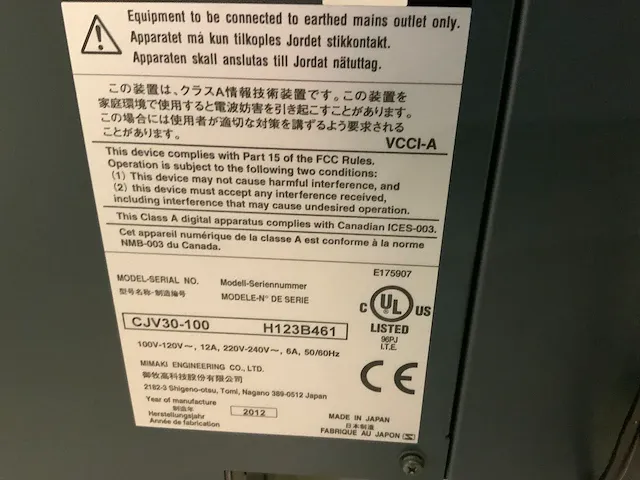 Equipment to be connected to earthed mains outlet only.
Apparatet må kun tilkoples Jordet stikkontakt.
Apparaten skall anslutas till Jordat nätuttag.
この装置は、クラスA情報技術装置です。この装置を
家庭環境で使用すると電波妨害を引き起こすことがあります。
この場合には使用者が適切な対策を講ずるよう要求される
ことがあります。
VCCI-A
This device complies with Part 15 of the FCC Rules.
Operation is subject to the following two conditions:
(1) This device may not cause harmful interference, and
(2) this device must accept any interference received,
including interference that may cause undesired operation.
This Class A digital apparatus complies with Canadian ICES-003.
Cet appareil numérique de la classe A est conforme à la norme
NMB-003 du Canada.
E175907
MODEL-SERIAL NO. Modell-Seriennummer
型号名称·制造編号 MODELE-N° DE SERIE
C UL US
LISTED
96PJ
I.T.E.
CJV30-100 H123B461
100V-120V~, 12A, 220V-240V~, 6A, 50/60Hz
MIMAKI ENGINEERING CO., LTD.
御牧高科技股份有限公司
2182-3 Shigeno-otsu, Tomi, Nagano 389-0512 Japan
CE
Year of manufacture
制造年
Herstellungsjahr
Année de fabrication
2012
MADE IN JAPAN
日本制造
FABRIQUE AU JAPON